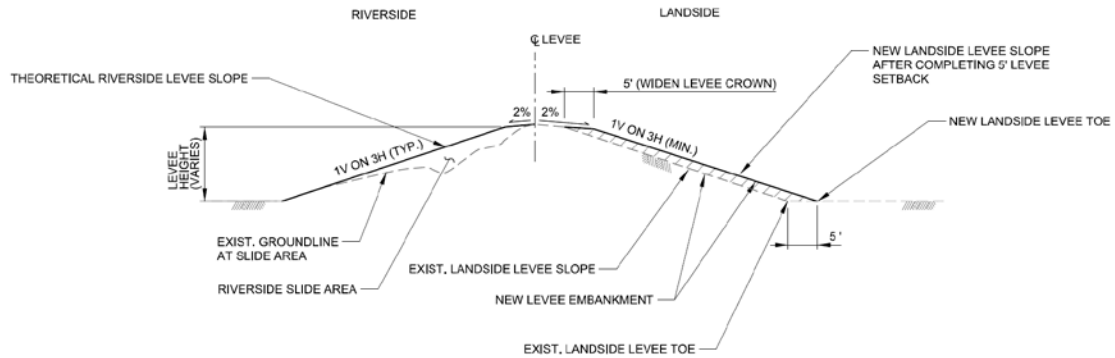 RIVERSIDE
LANDSIDE
℄ LEVEE
THEORETICAL RIVERSIDE LEVEE SLOPE
NEW LANDSIDE LEVEE SLOPE
AFTER COMPLETING 5' LEVEE
SETBACK
5' (WIDEN LEVEE CROWN)
2% 2%
NEW LANDSIDE LEVEE TOE
1V ON 3H (TYP.)
1V ON 3H (MIN.)
LEVEE
HEIGHT
(VARIES)
EXIST. GROUNDLINE
AT SLIDE AREA
5 '
EXIST. LANDSIDE LEVEE SLOPE
RIVERSIDE SLIDE AREA
NEW LEVEE EMBANKMENT
EXIST. LANDSIDE LEVEE TOE